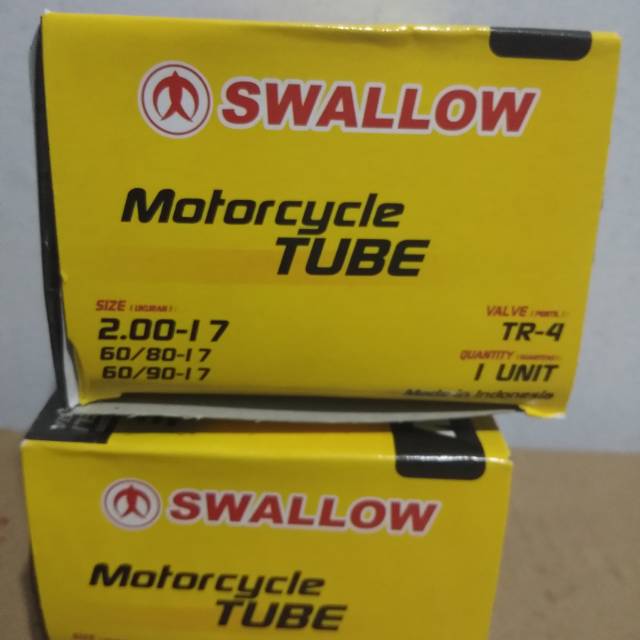 SWALLOW
Motorcycle
TUBE
SIZE (UKURAN):
2.00-17
60/80-17
60/90-17
VALVE (PENTIL):
TR-4
QUANTITY (KUANTITAS):
1 UNIT
Made in Indonesia
SWALLOW
Motorcycle
TUBE